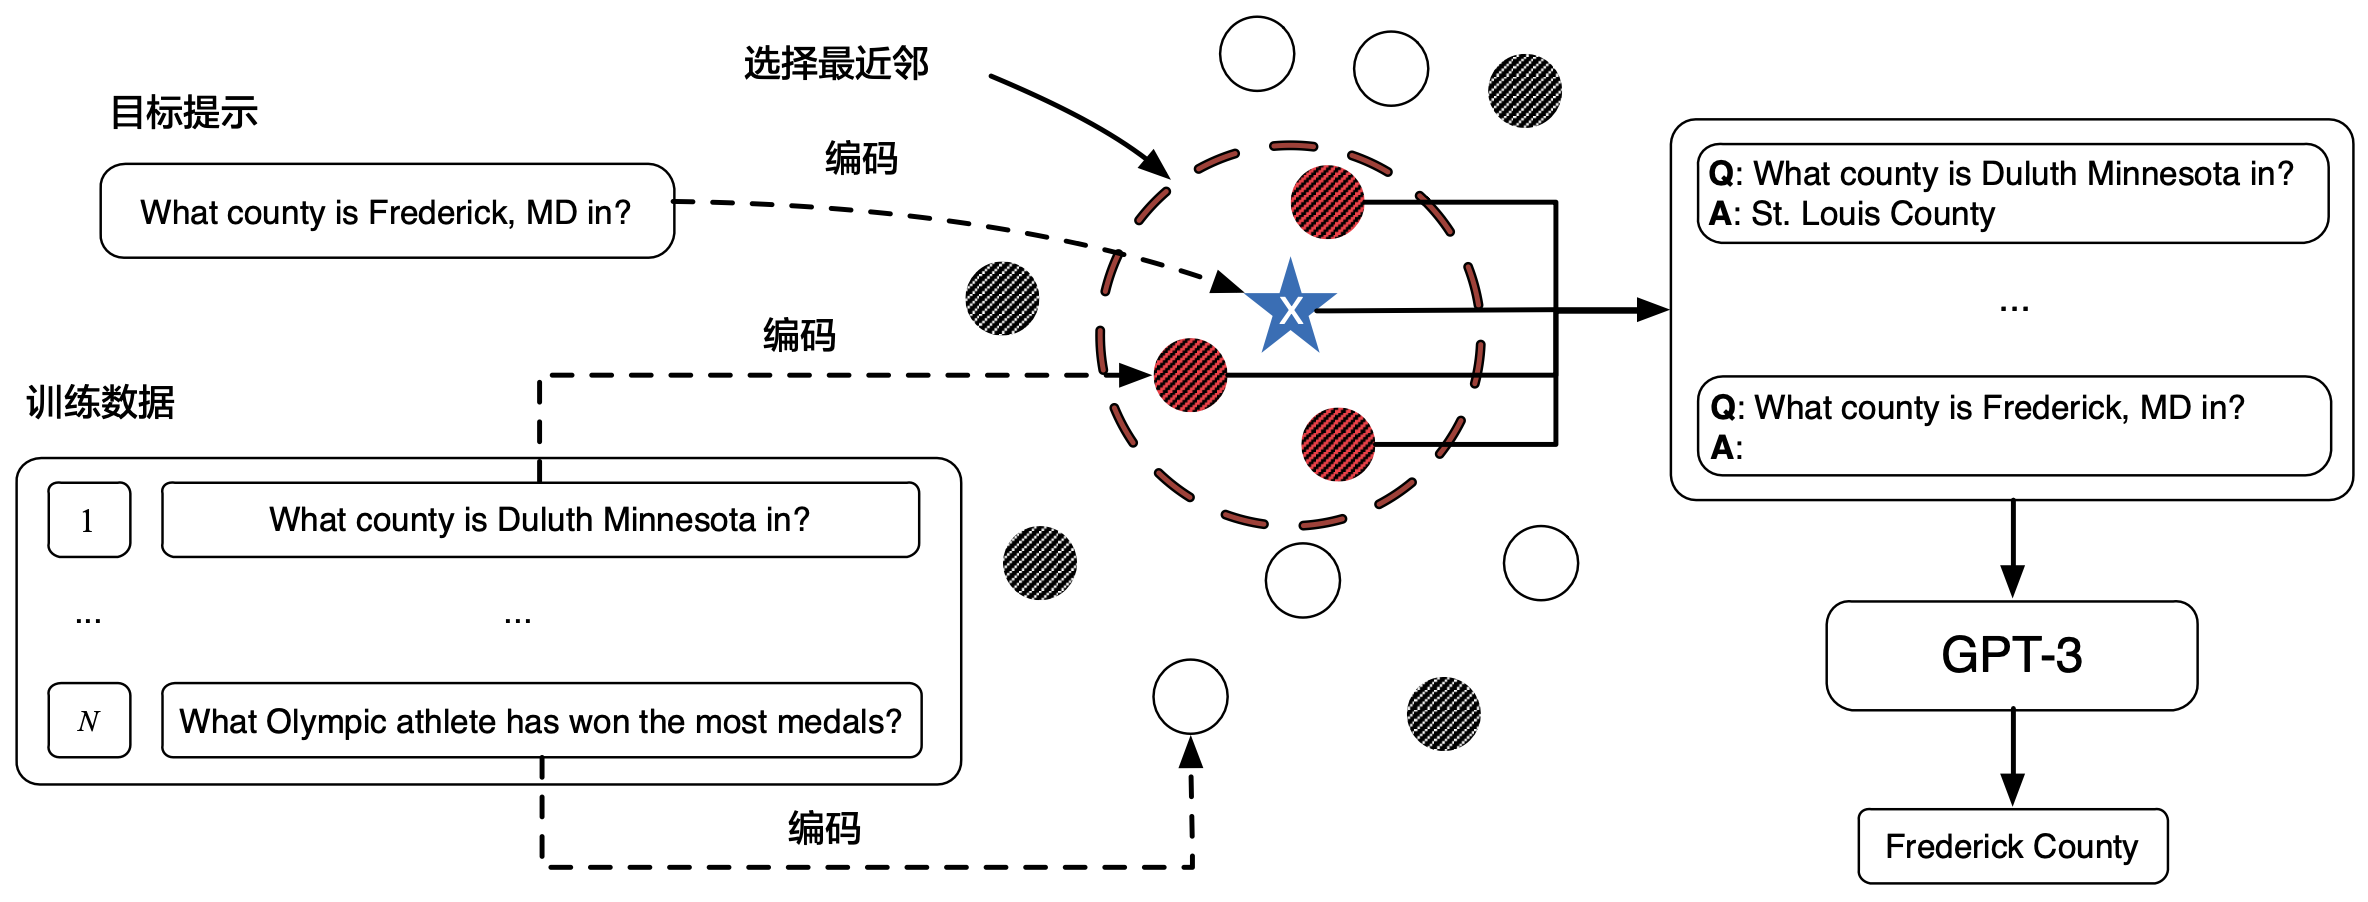 选择最近邻
目标提示
编码
What county is Frederick, MD in?
X
编码
训练数据
1
What county is Duluth Minnesota in?
...
...
N
What Olympic athlete has won the most medals?
编码
Q: What county is Duluth Minnesota in?
A: St. Louis County
...
Q: What county is Frederick, MD in?
A:
GPT-3
Frederick County